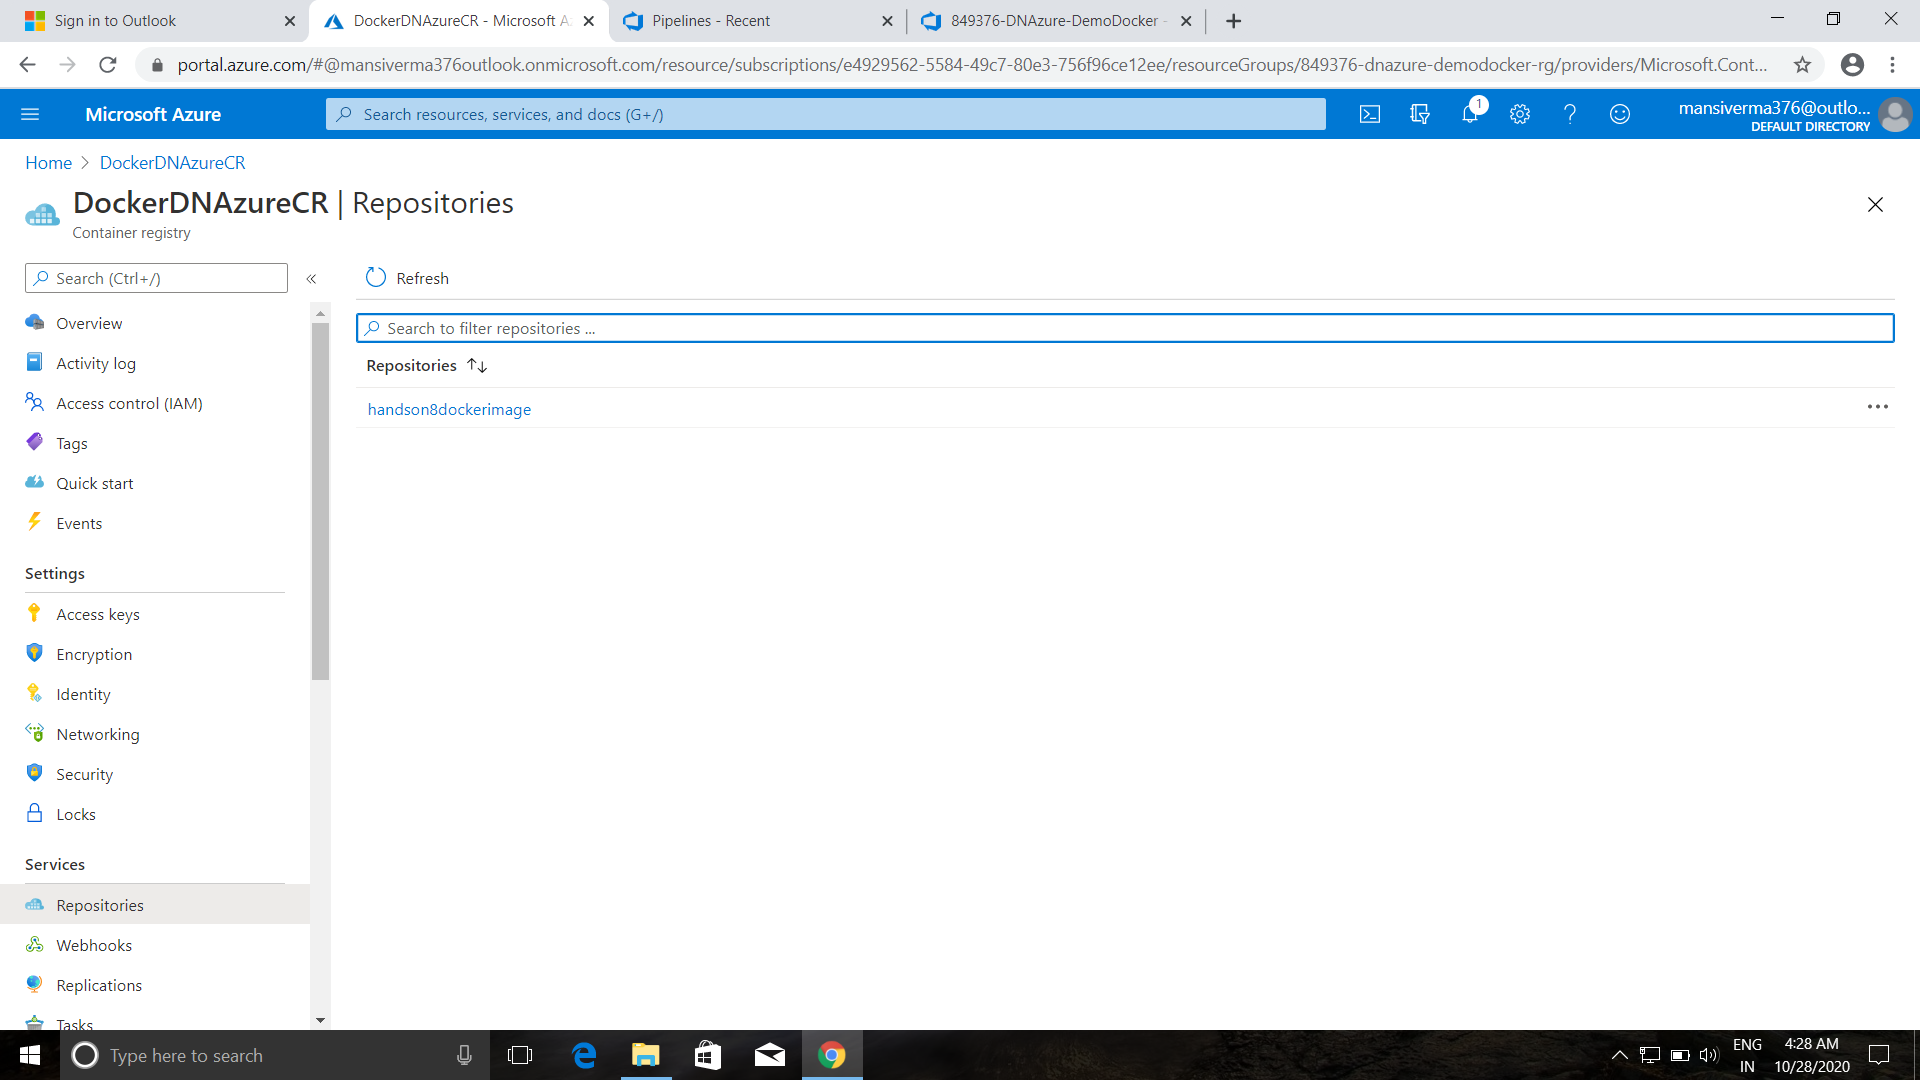 Sign in to Outlook
DockerDNAzureCR - Microsoft A
Pipelines - Recent
849376-DNAzure-DemoDocker -
portal.azure.com/#@mansiverma376outlook.onmicrosoft.com/resource/subscriptions/e4929562-5584-49c7-80e3-756f96ce12ee/resourceGroups/849376-dnazure-demodocker-rg/providers/Microsoft.Cont...
Microsoft Azure
Search resources, services, and docs (G+/)
1
mansiverma376@outlo...
DEFAULT DIRECTORY
Home > DockerDNAzureCR
DockerDNAzureCR | Repositories
Container registry
Search (Ctrl+/)
«
Refresh
Overview
Search to filter repositories ...
Activity log
Repositories ↑↓
Access control (IAM)
handson8dockerimage
Tags
Quick start
Events
Settings
Access keys
Encryption
Identity
Networking
Security
Locks
Services
Repositories
Webhooks
Replications
Tasks
Type here to search
ENG
IN
4:28 AM
10/28/2020